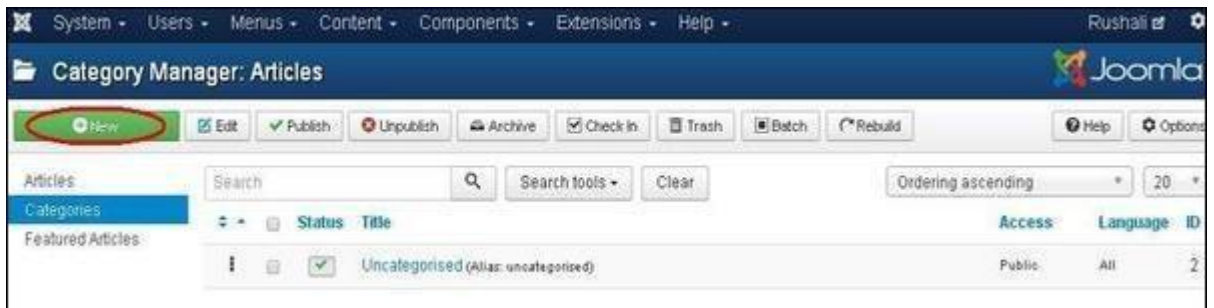 System Users Menus Content Components Extensions Help Rushali
Category Manager: Articles Joomla
New Edit Publish Unpublish Archive Check In Trash Batch Rebuild Help Options
Articles Search Search tools Clear Ordering ascending 20
Categories
Status Title Access Language ID
Featured Articles
Uncategorised (Alias: uncategorised) Public All 2